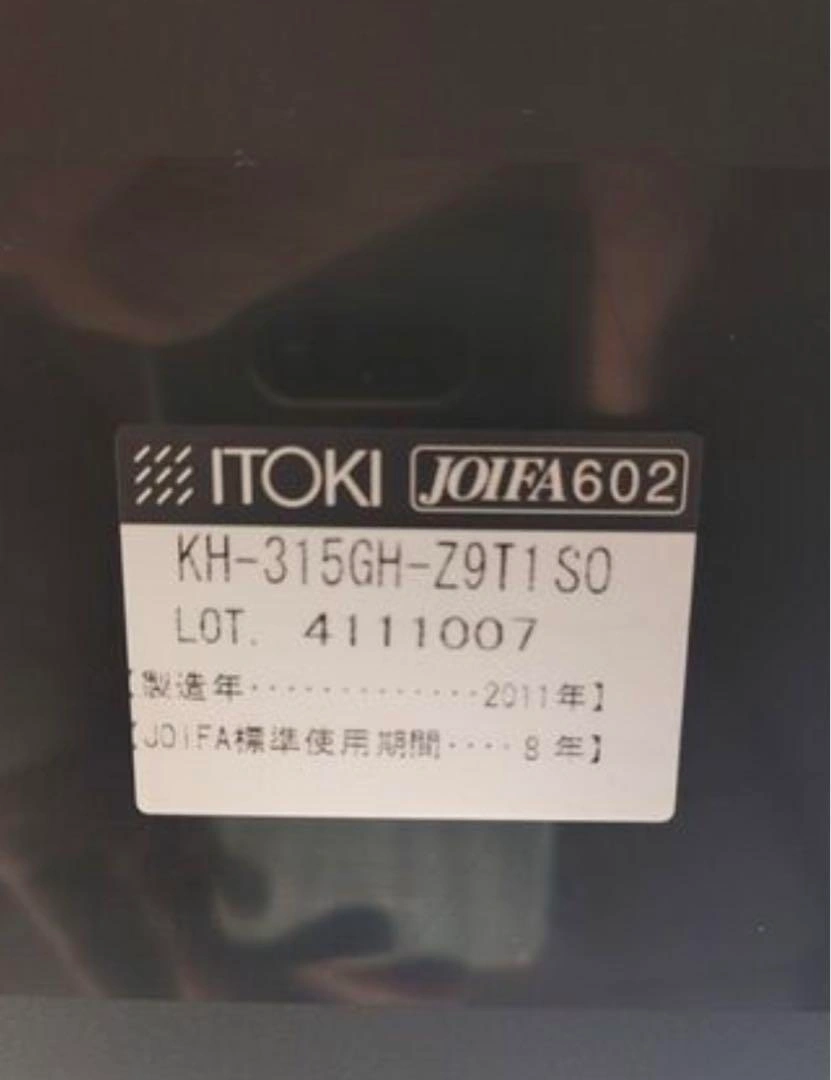 ITOKI JOIFA602
KH-315GH-Z9T1S0
LOT. 4111007
【製造年・・・・・・・・・・・・・2011年】
【JOIFA標準使用期間・・・・8年】